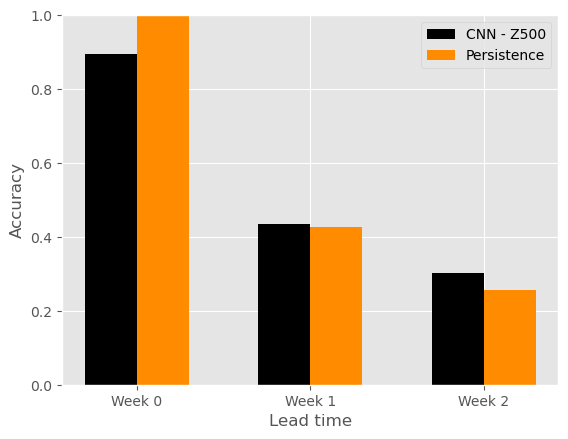 1.0
0.8
0.6
0.4
0.2
0.0
Accuracy
CNN - Z500
Persistence
Week 0
Week 1
Week 2
Lead time